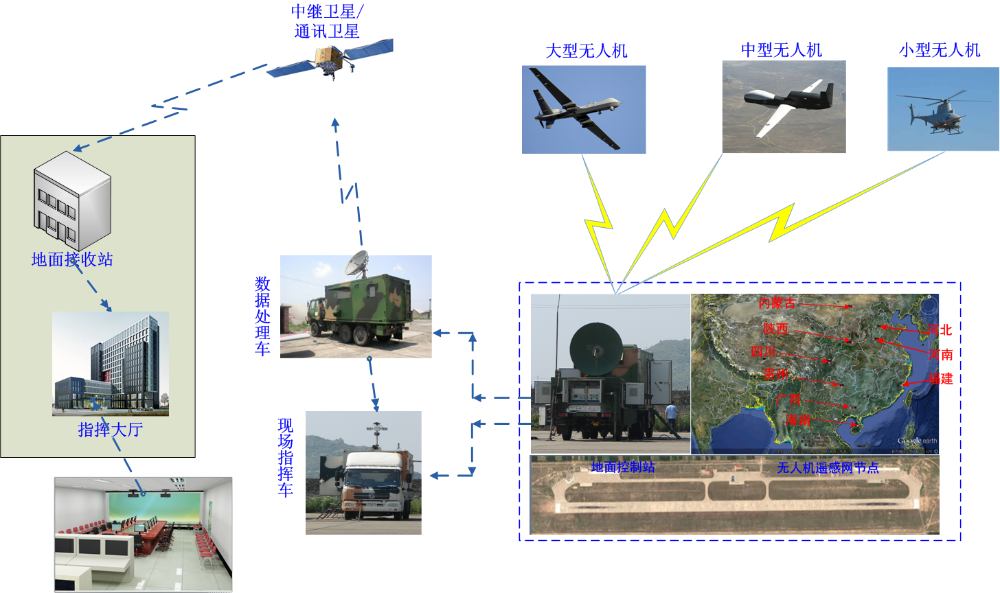 中继卫星/
通讯卫星
大型无人机
中型无人机
小型无人机
地面接收站
数据处理车
指挥大厅
现场指挥车
内蒙古
陕西
河北
四川
河南
贵州
福建
广西
海南
Google earth
地面控制站
无人机遥感网节点